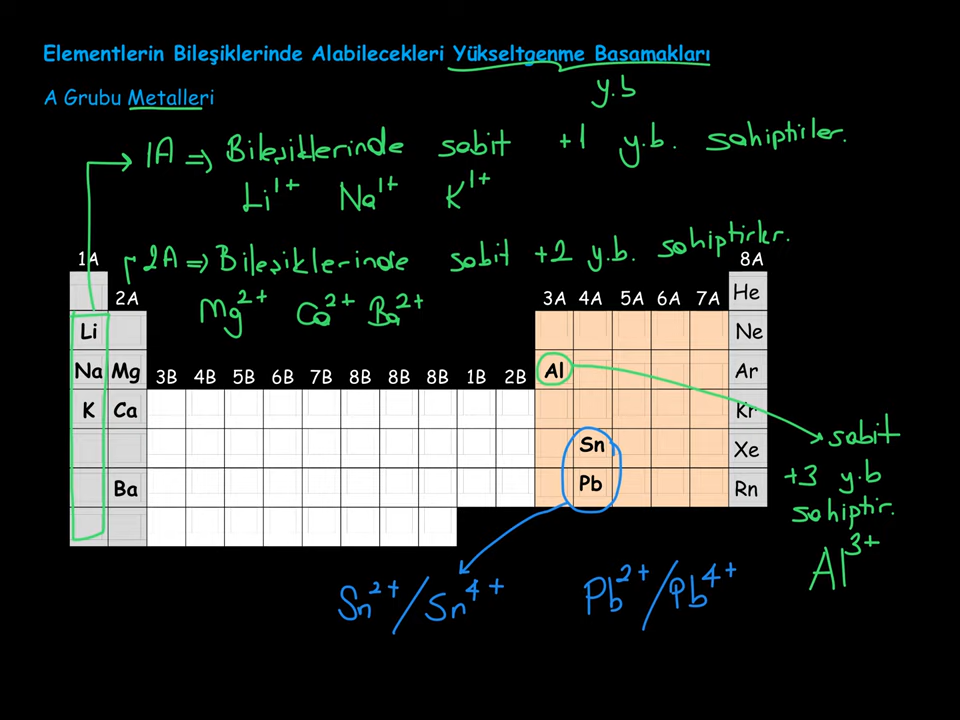 Elementlerin Bileşiklerinde Alabilecekleri Yükseltgenme Basamakları
y.b
A Grubu Metalleri
1A ⇒ Bileşiklerinde sabit +1 y.b. sahiptirler.
Li¹⁺ Na¹⁺ K¹⁺
2A ⇒ Bileşiklerinde sabit +2 y.b. sahiptirler.
Mg²⁺ Ca²⁺ Ba²⁺
1A 8A
2A 3A 4A 5A 6A 7A He
Li Ne
Na Mg 3B 4B 5B 6B 7B 8B 8B 8B 1B 2B Al Ar
K Ca Kr
Sn Xe
Ba Pb Rn
sabit
+3 y.b
sahiptir.
Al³⁺
Sn²⁺/Sn⁴⁺ Pb²⁺/Pb⁴⁺